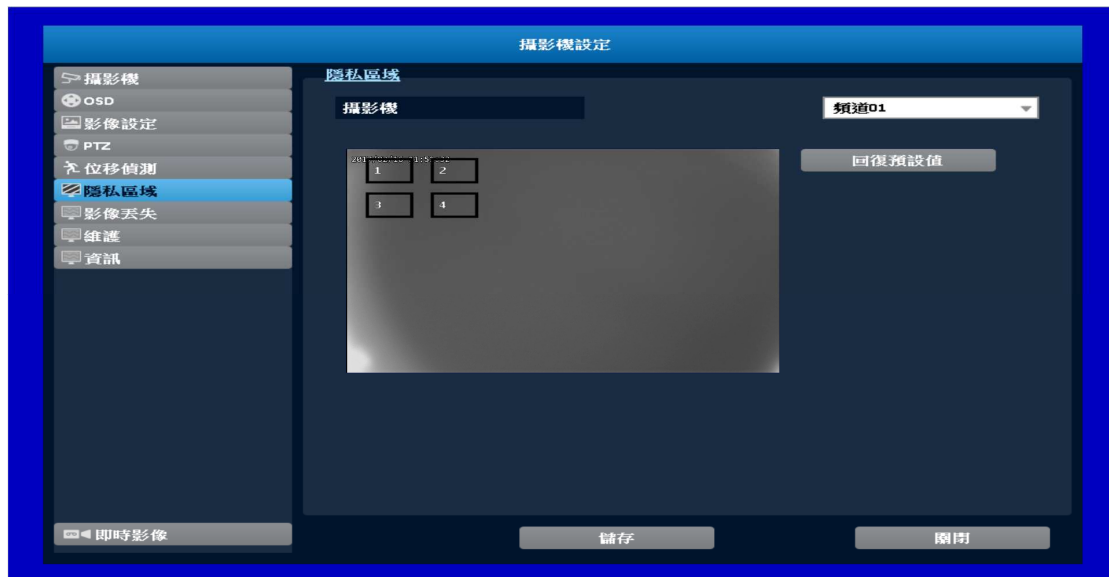 攝影機設定
攝影機
OSD
影像設定
PTZ
位移偵測
隱私區域
影像丟失
維護
資訊
即時影像
隱私區域
攝影機
頻道01
1
2
3
4
回復預設值
儲存
關閉